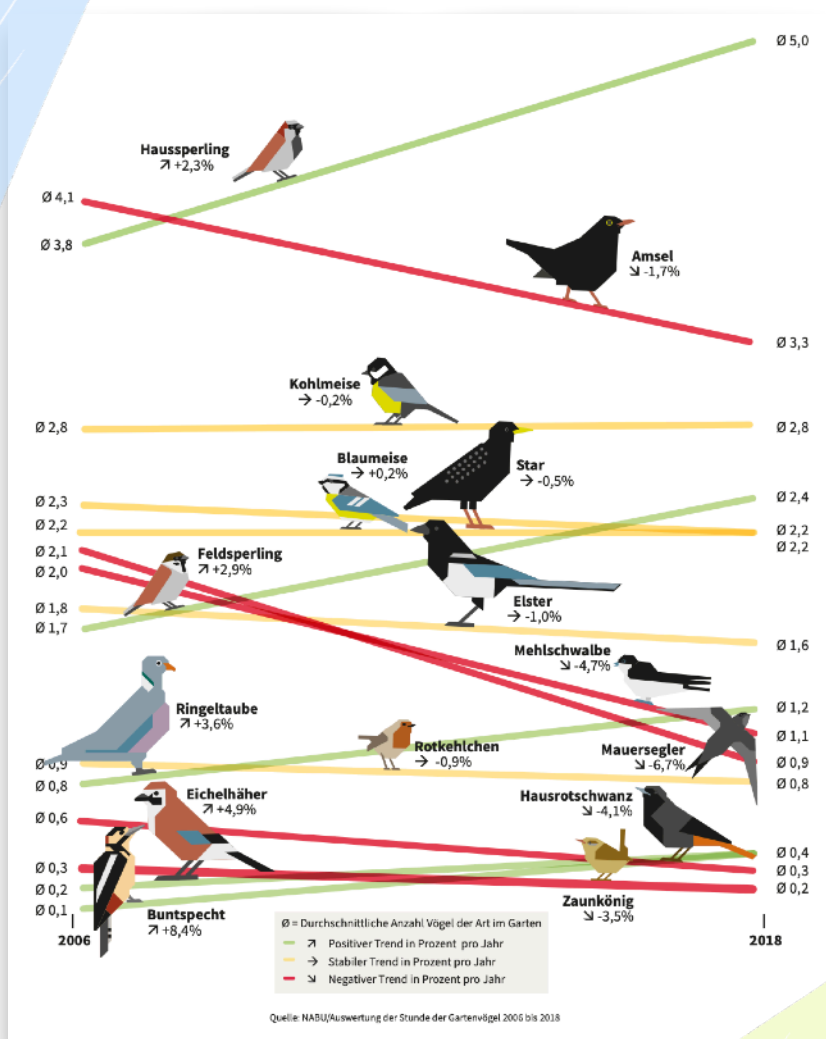 Ø 5,0
Haussperling
↗ +2,3%
Ø 4,1
Ø 3,8
Amsel
↘ -1,7%
Ø 3,3
Kohlmeise
→ -0,2%
Ø 2,8
Ø 2,8
Blaumeise
→ +0,2%
Star
→ -0,5%
Ø 2,3
Ø 2,2
Ø 2,1
Ø 2,0
Ø 1,8
Ø 1,7
Ø 2,4
Ø 2,2
Ø 2,2
Feldsperling
↗ +2,9%
Elster
→ -1,0%
Ø 1,6
Mehlschwalbe
↘ -4,7%
Ringeltaube
↗ +3,6%
Rotkehlchen
→ -0,9%
Mauersegler
↘ -6,7%
Ø 1,2
Ø 1,1
Ø 0,9
Ø 0,8
Ø 0,9
Ø 0,8
Eichelhäher
↗ +4,9%
Hausrotschwanz
↘ -4,1%
Ø 0,6
Ø 0,3
Ø 0,2
Ø 0,1
Ø 0,4
Ø 0,3
Ø 0,2
Buntspecht
↗ +8,4%
Zaunkönig
↘ -3,5%
2006
2018
Ø = Durchschnittliche Anzahl Vögel der Art im Garten
↗ Positiver Trend in Prozent pro Jahr
→ Stabiler Trend in Prozent pro Jahr
↘ Negativer Trend in Prozent pro Jahr
Quelle: NABU/Auswertung der Stunde der Gartenvögel 2006 bis 2018